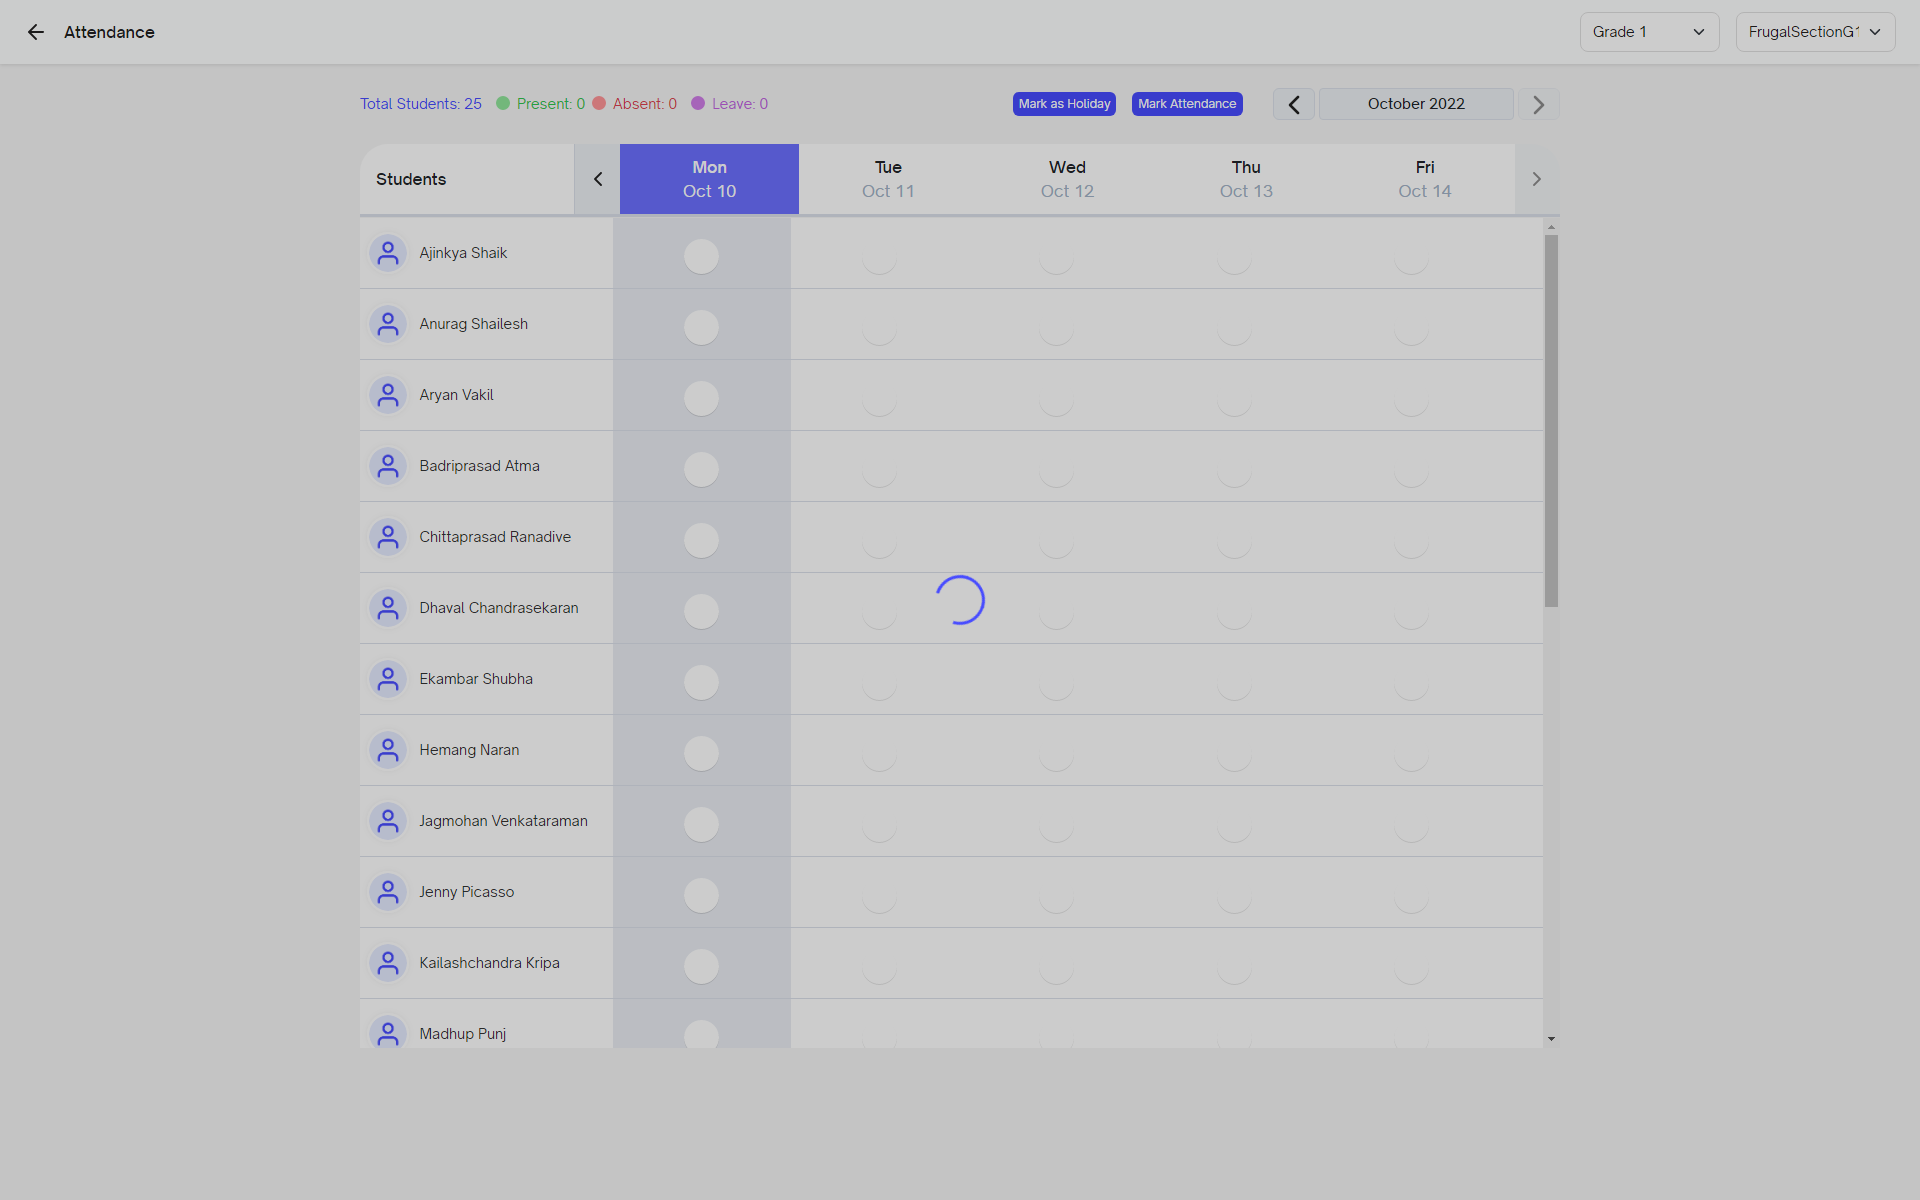 Attendance
Grade 1
FrugalSectionG1
Total Students: 25
Present: 0
Absent: 0
Leave: 0
Mark as Holiday
Mark Attendance
October 2022
Students
Mon
Oct 10
Tue
Oct 11
Wed
Oct 12
Thu
Oct 13
Fri
Oct 14
Ajinkya Shaik
Anurag Shailesh
Aryan Vakil
Badriprasad Atma
Chittaprasad Ranadive
Dhaval Chandrasekaran
Ekambar Shubha
Hemang Naran
Jagmohan Venkataraman
Jenny Picasso
Kailashchandra Kripa
Madhup Punj